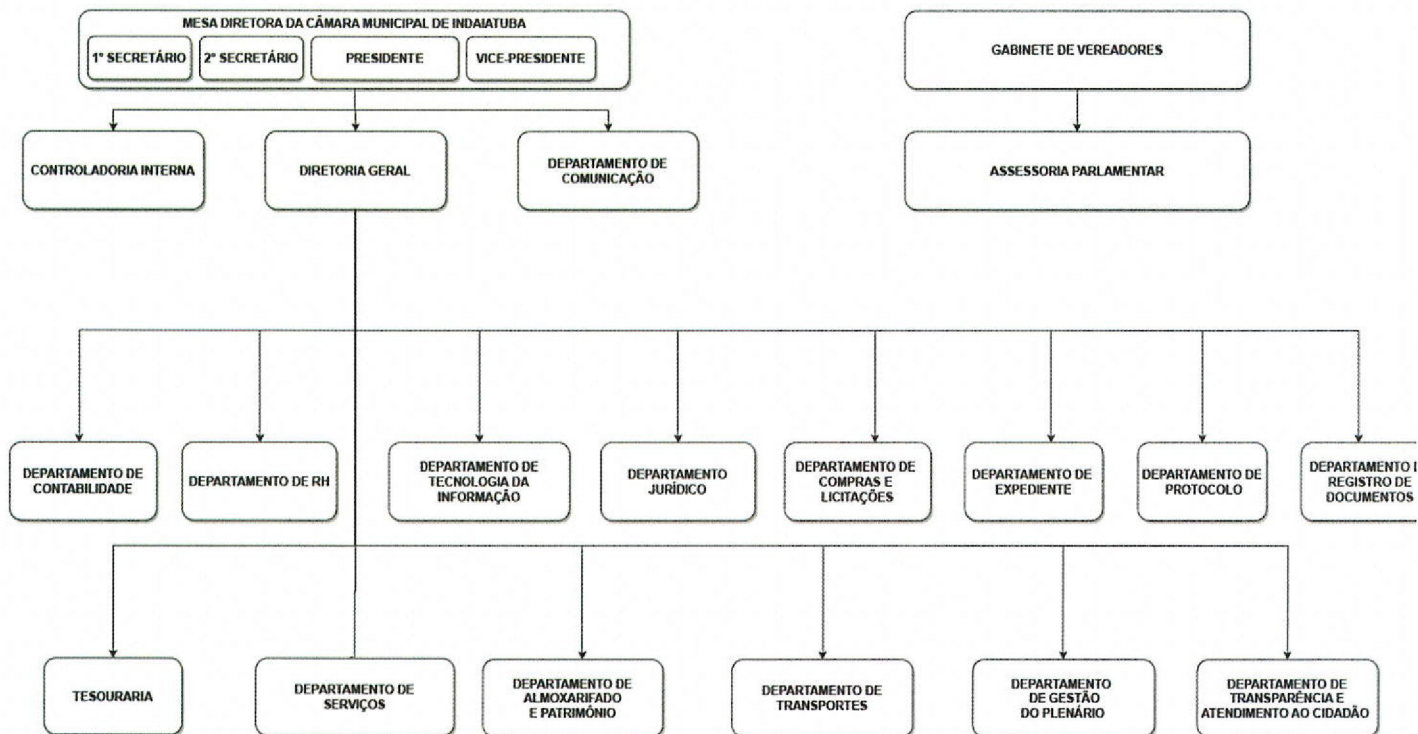 MESA DIRETORA DA CÂMARA MUNICIPAL DE INDAIATUBA
1º SECRETÁRIO
2º SECRETÁRIO
PRESIDENTE
VICE-PRESIDENTE
GABINETE DE VEREADORES
CONTROLADORIA INTERNA
DIRETORIA GERAL
DEPARTAMENTO DE
COMUNICAÇÃO
ASSESSORIA PARLAMENTAR
DEPARTAMENTO DE
CONTABILIDADE
DEPARTAMENTO DE RH
DEPARTAMENTO DE
TECNOLOGIA DA
INFORMAÇÃO
DEPARTAMENTO
JURÍDICO
DEPARTAMENTO DE
COMPRAS E
LICITAÇÕES
DEPARTAMENTO DE
EXPEDIENTE
DEPARTAMENTO DE
PROTOCOLO
DEPARTAMENTO
REGISTRO DE
DOCUMENTOS
TESOURARIA
DEPARTAMENTO DE
SERVIÇOS
DEPARTAMENTO DE
ALMOXARIFADO
E PATRIMÔNIO
DEPARTAMENTO DE
TRANSPORTES
DEPARTAMENTO
DE GESTÃO
DO PLENÁRIO
DEPARTAMENTO DE
TRANSPARÊNCIA E
ATENDIMENTO AO CIDADÃO